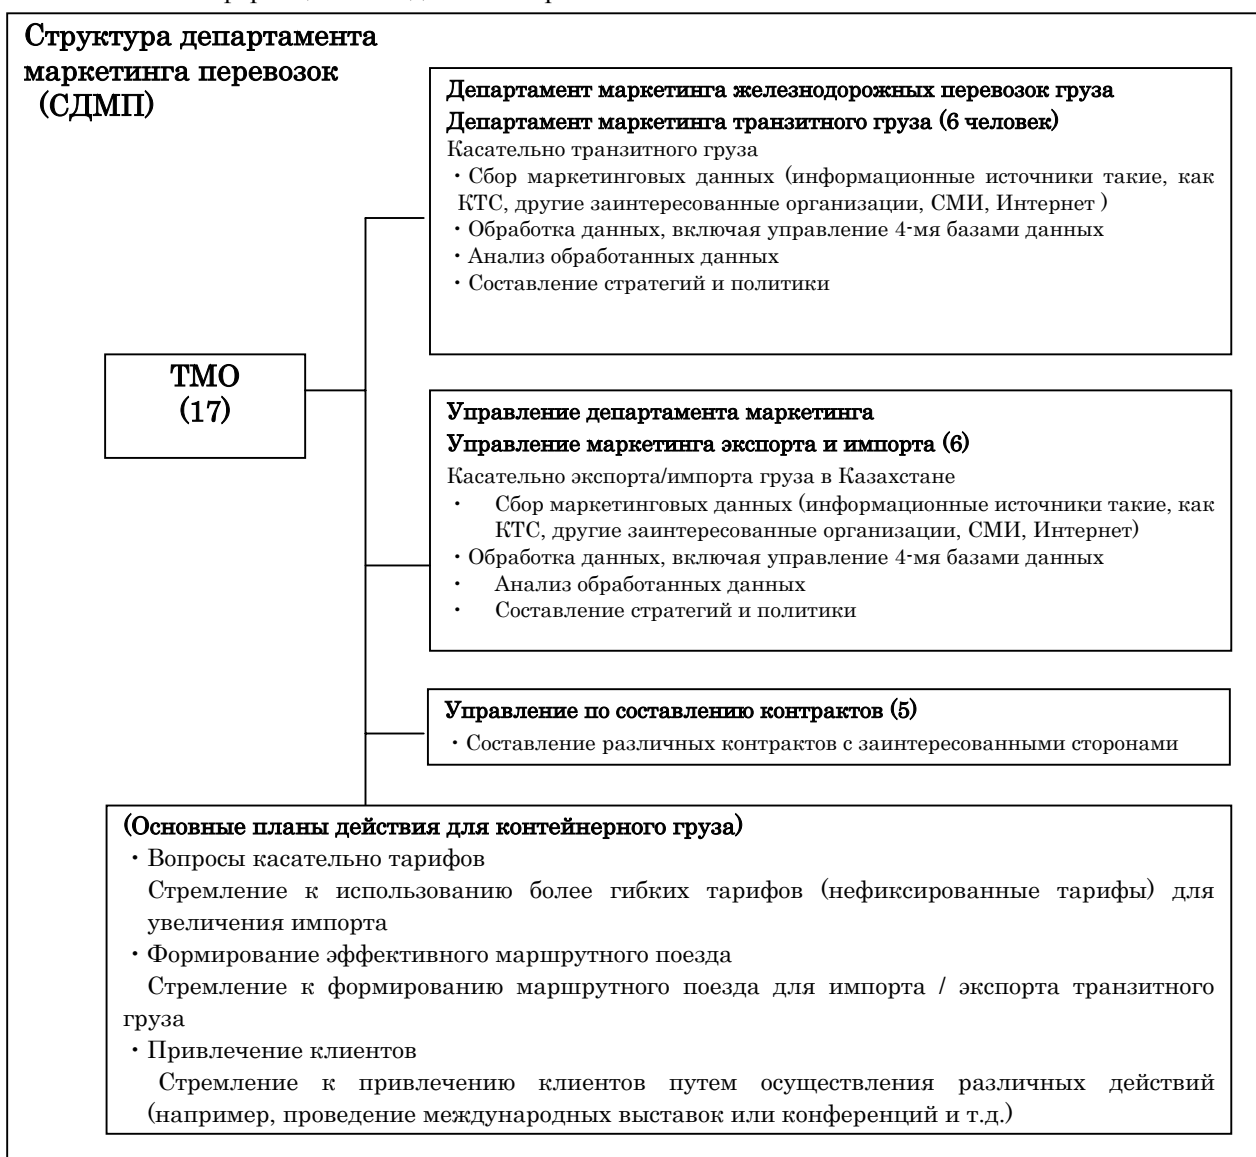 Структура департамента
маркетинга перевозок
(СДМП)
Департамент маркетинга железнодорожных перевозок груза
Департамент маркетинга транзитного груза (6 человек)
Касательно транзитного груза
・Сбор маркетинговых данных (информационные источники такие, как
КТС, другие заинтересованные организации, СМИ, Интернет )
・Обработка данных, включая управление 4-мя базами данных
・Анализ обработанных данных
・Составление стратегий и политики
ТМО
(17)
Управление департамента маркетинга
Управление маркетинга экспорта и импорта (6)
Касательно экспорта/импорта груза в Казахстане
・ Сбор маркетинговых данных (информационные источники такие, как
КТС, другие заинтересованные организации, СМИ, Интернет)
・Обработка данных, включая управление 4-мя базами данных
・ Анализ обработанных данных
・ Составление стратегий и политики
Управление по составлению контрактов (5)
・Составление различных контрактов с заинтересованными сторонами
(Основные планы действия для контейнерного груза)
・Вопросы касательно тарифов
Стремление к использованию более гибких тарифов (нефиксированные тарифы) для
увеличения импорта
・Формирование эффективного маршрутного поезда
Стремление к формированию маршрутного поезда для импорта / экспорта транзитного
груза
・Привлечение клиентов
Стремление к привлечению клиентов путем осуществления различных действий
(например, проведение международных выставок или конференций и т.д.)